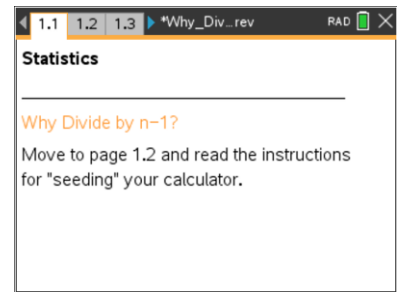 1.1 1.2 1.3 *Why_Div...rev RAD
Statistics
Why Divide by n−1?
Move to page 1.2 and read the instructions
for "seeding" your calculator.